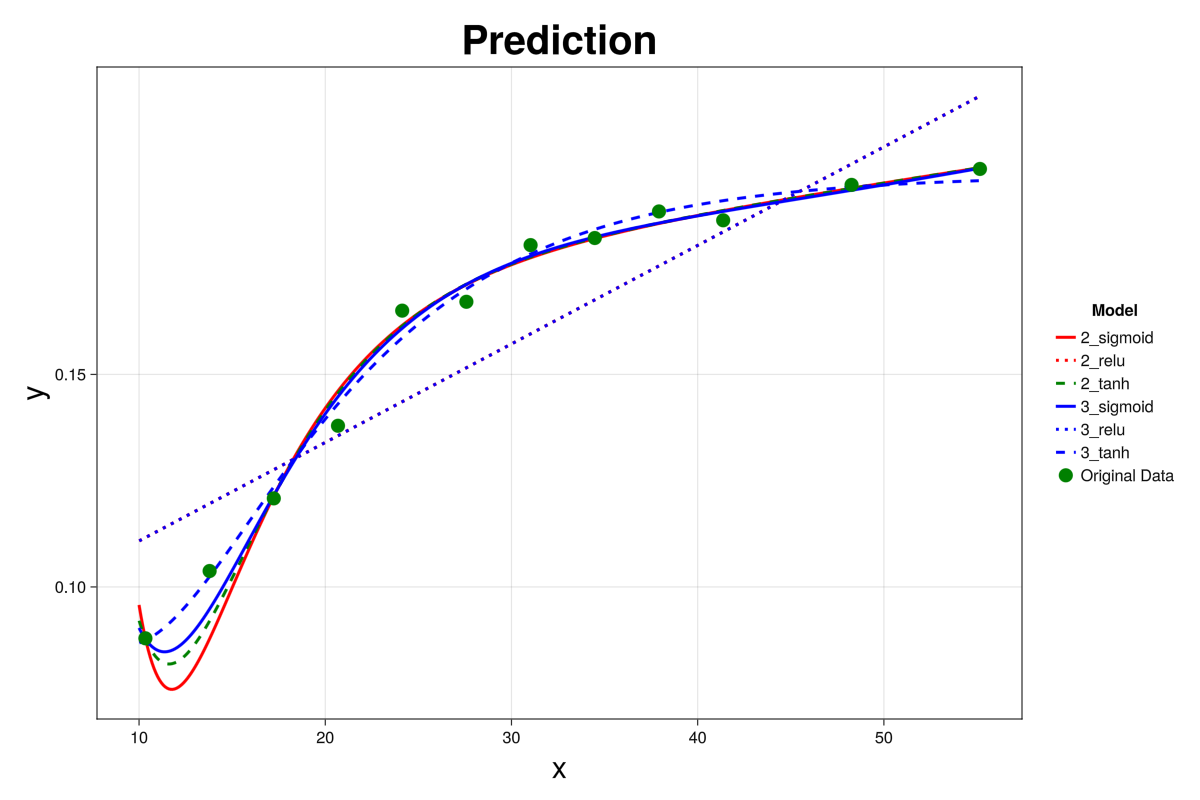 Prediction
y
0.15
0.10
10 20 30 40 50
x
Model
2_sigmoid
2_relu
2_tanh
3_sigmoid
3_relu
3_tanh
Original Data